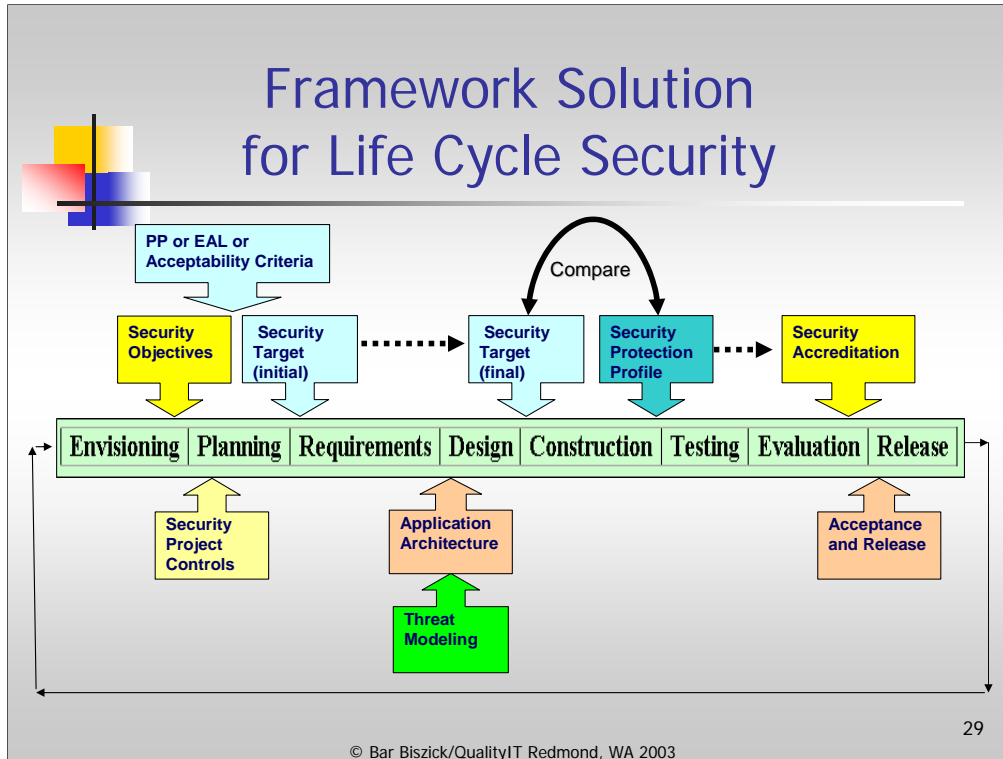 Framework Solution
for Life Cycle Security
PP or EAL or
Acceptability Criteria
Compare
Security
Objectives
Security
Target
(initial)
Security
Target
(final)
Security
Protection
Profile
Security
Accreditation
Envisioning Planning Requirements Design Construction Testing Evaluation Release
Security
Project
Controls
Application
Architecture
Acceptance
and Release
Threat
Modeling
29
© Bar Biszick/QualityIT Redmond, WA 2003